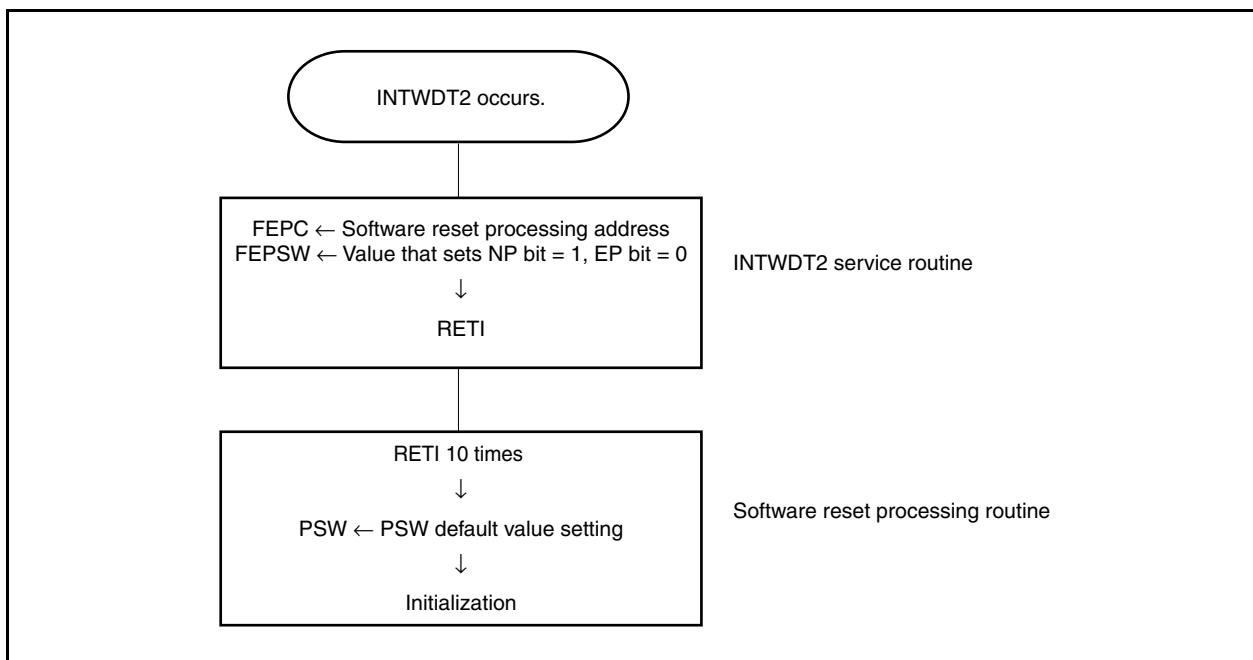 INTWDT2 occurs.
FEPC ← Software reset processing address
FEPSW ← Value that sets NP bit = 1, EP bit = 0
↓
RETI
INTWDT2 service routine
RETI 10 times
↓
PSW ← PSW default value setting
↓
Initialization
Software reset processing routine